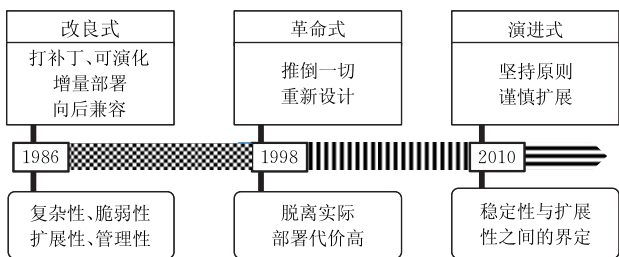 改良式
打补丁、可演化
增量部署
向后兼容
革命式
推倒一切
重新设计
演进式
坚持原则
谨慎扩展
1986
1998
2010
复杂性、脆弱性
扩展性、管理性
脱离实际
部署代价高
稳定性与扩展
性之间的界定